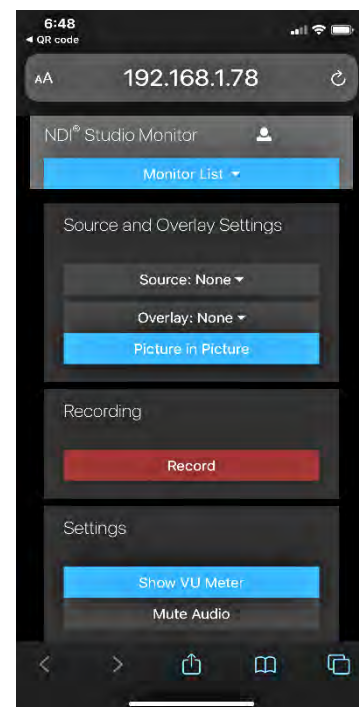 6:48
◀ QR code
AA 192.168.1.78
NDI® Studio Monitor
Monitor List
Source and Overlay Settings
Source: None
Overlay: None
Picture in Picture
Recording
Record
Settings
Show VU Meter
Mute Audio